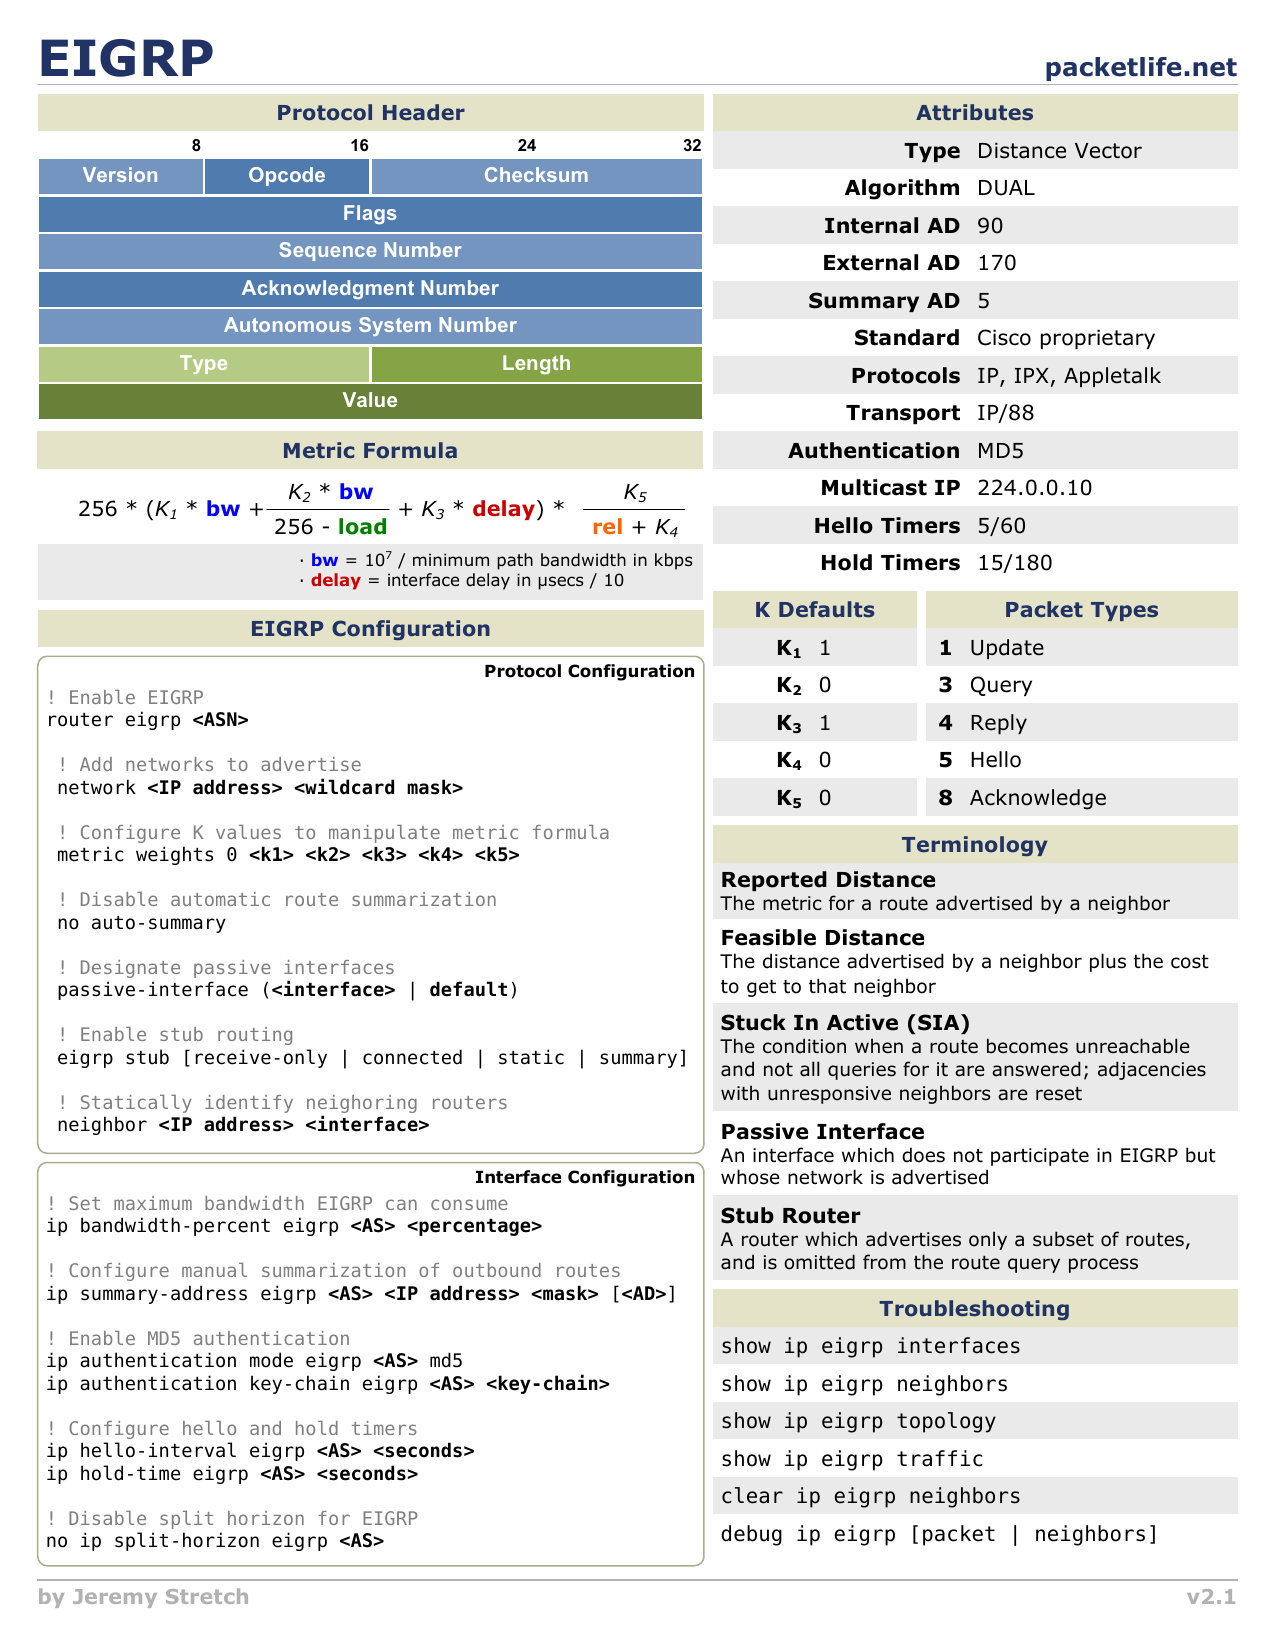 EIGRP
packetlife.net
Protocol Header
8 16 24 32
Version Opcode Checksum
Flags
Sequence Number
Acknowledgment Number
Autonomous System Number
Type Length
Value
Metric Formula
256 * (K1 * bw + K2 * bw / 256 - load + K3 * delay) * K5 / rel + K4
· bw = 10^7 / minimum path bandwidth in kbps
· delay = interface delay in µsecs / 10
EIGRP Configuration
Protocol Configuration
! Enable EIGRP
router eigrp <ASN>
! Add networks to advertise
network <IP address> <wildcard mask>
! Configure K values to manipulate metric formula
metric weights 0 <k1> <k2> <k3> <k4> <k5>
! Disable automatic route summarization
no auto-summary
! Designate passive interfaces
passive-interface (<interface> | default)
! Enable stub routing
eigrp stub [receive-only | connected | static | summary]
! Statically identify neighoring routers
neighbor <IP address> <interface>
Interface Configuration
! Set maximum bandwidth EIGRP can consume
ip bandwidth-percent eigrp <AS> <percentage>
! Configure manual summarization of outbound routes
ip summary-address eigrp <AS> <IP address> <mask> [<AD>]
! Enable MD5 authentication
ip authentication mode eigrp <AS> md5
ip authentication key-chain eigrp <AS> <key-chain>
! Configure hello and hold timers
ip hello-interval eigrp <AS> <seconds>
ip hold-time eigrp <AS> <seconds>
! Disable split horizon for EIGRP
no ip split-horizon eigrp <AS>
Attributes
Type Distance Vector
Algorithm DUAL
Internal AD 90
External AD 170
Summary AD 5
Standard Cisco proprietary
Protocols IP, IPX, Appletalk
Transport IP/88
Authentication MD5
Multicast IP 224.0.0.10
Hello Timers 5/60
Hold Timers 15/180
K Defaults
K1 1
K2 0
K3 1
K4 0
K5 0
Packet Types
1 Update
3 Query
4 Reply
5 Hello
8 Acknowledge
Terminology
Reported Distance
The metric for a route advertised by a neighbor
Feasible Distance
The distance advertised by a neighbor plus the cost
to get to that neighbor
Stuck In Active (SIA)
The condition when a route becomes unreachable
and not all queries for it are answered; adjacencies
with unresponsive neighbors are reset
Passive Interface
An interface which does not participate in EIGRP but
whose network is advertised
Stub Router
A router which advertises only a subset of routes,
and is omitted from the route query process
Troubleshooting
show ip eigrp interfaces
show ip eigrp neighbors
show ip eigrp topology
show ip eigrp traffic
clear ip eigrp neighbors
debug ip eigrp [packet | neighbors]
by Jeremy Stretch
v2.1